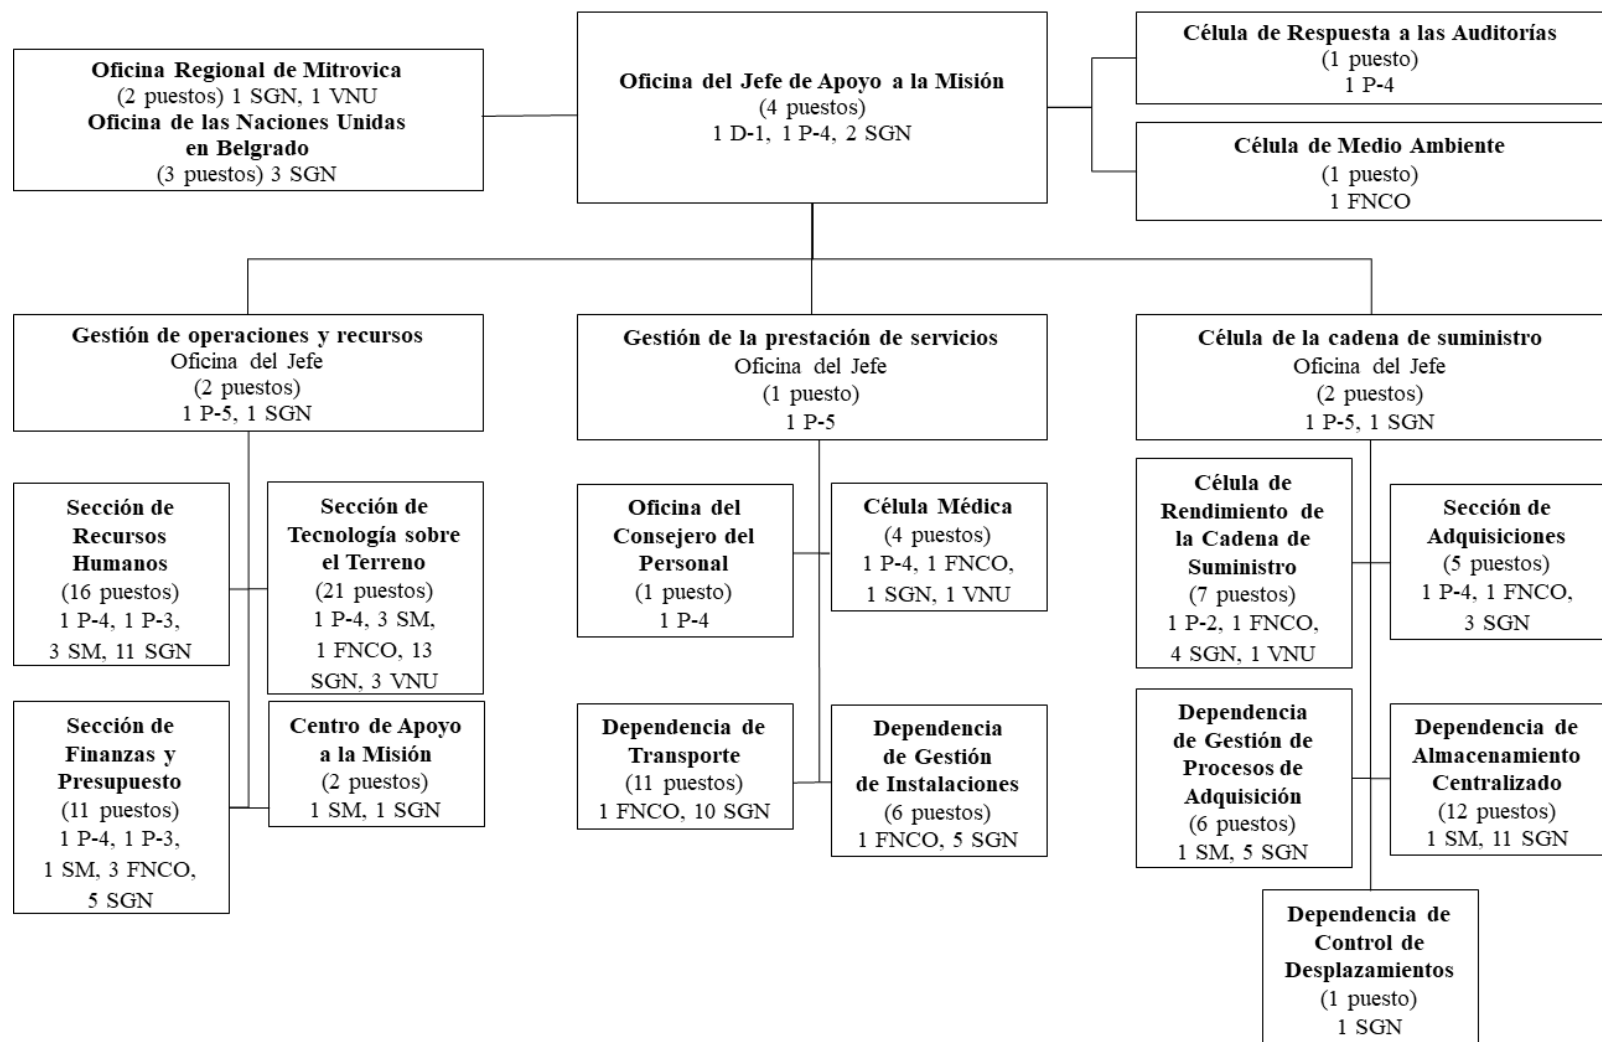 Oficina Regional de Mitrovica
(2 puestos) 1 SGN, 1 VNU
Oficina de las Naciones Unidas
en Belgrado
(3 puestos) 3 SGN
Oficina del Jefe de Apoyo a la Misión
(4 puestos)
1 D-1, 1 P-4, 2 SGN
Célula de Respuesta a las Auditorías
(1 puesto)
1 P-4
Célula de Medio Ambiente
(1 puesto)
1 FNCO
Gestión de operaciones y recursos
Oficina del Jefe
(2 puestos)
1 P-5, 1 SGN
Gestión de la prestación de servicios
Oficina del Jefe
(1 puesto)
1 P-5
Célula de la cadena de suministro
Oficina del Jefe
(2 puestos)
1 P-5, 1 SGN
Sección de
Recursos
Humanos
(16 puestos)
1 P-4, 1 P-3,
3 SM, 11 SGN
Sección de
Tecnología sobre
el Terreno
(21 puestos)
1 P-4, 3 SM,
1 FNCO, 13
SGN, 3 VNU
Oficina del
Consejero del
Personal
(1 puesto)
1 P-4
Célula Médica
(4 puestos)
1 P-4, 1 FNCO,
1 SGN, 1 VNU
Célula de
Rendimiento de
la Cadena de
Suministro
(7 puestos)
1 P-2, 1 FNCO,
4 SGN, 1 VNU
Sección de
Adquisiciones
(5 puestos)
1 P-4, 1 FNCO,
3 SGN
Sección de
Finanzas y
Presupuesto
(11 puestos)
1 P-4, 1 P-3,
1 SM, 3 FNCO,
5 SGN
Centro de Apoyo
a la Misión
(2 puestos)
1 SM, 1 SGN
Dependencia de
Transporte
(11 puestos)
1 FNCO, 10 SGN
Dependencia
de Gestión
de Instalaciones
(6 puestos)
1 FNCO, 5 SGN
Dependencia
de Gestión de
Procesos de
Adquisición
(6 puestos)
1 SM, 5 SGN
Dependencia de
Almacenamiento
Centralizado
(12 puestos)
1 SM, 11 SGN
Dependencia de
Control de
Desplazamientos
(1 puesto)
1 SGN